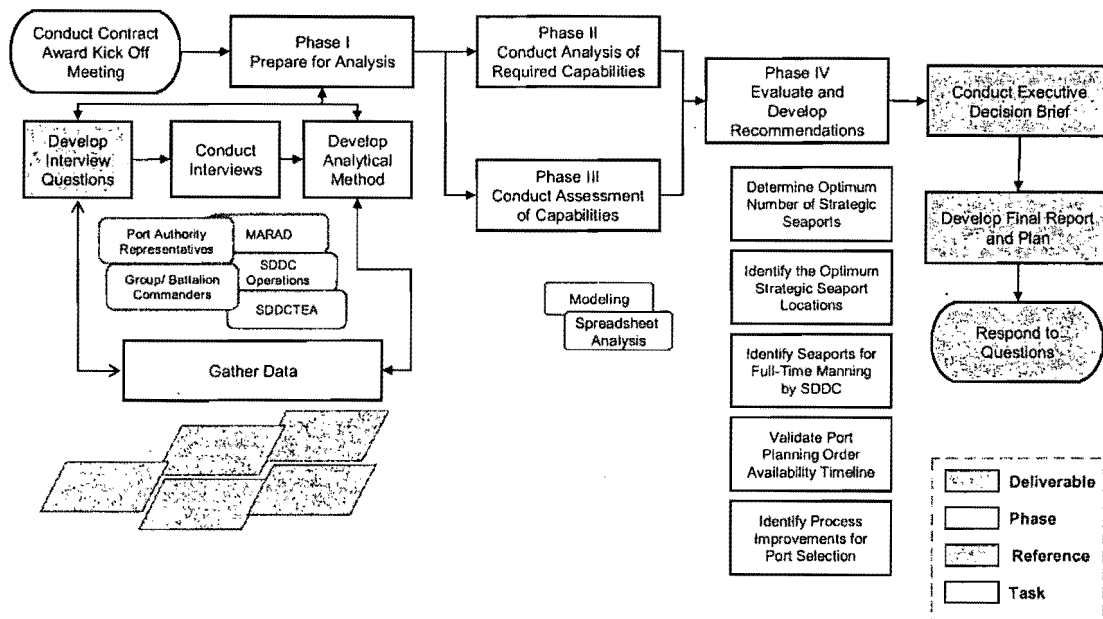 Conduct Contract
Award Kick Off
Meeting
Phase I
Prepare for Analysis
Phase II
Conduct Analysis of
Required Capabilities
Phase IV
Evaluate and
Develop
Recommendations
Conduct Executive
Decision Brief
Develop
Interview
Questions
Conduct
Interviews
Develop
Analytical
Method
Phase III
Conduct Assessment
of Capabilities
Determine Optimum
Number of Strategic
Seaports
Develop Final Report
and Plan
Port Authority
Representatives
MARAD
Group/ Battalion
Commanders
SDDC
Operations
SDDCTEA
Modeling
Spreadsheet
Analysis
Identify the Optimum
Strategic Seaport
Locations
Respond to
Questions
Gather Data
Identify Seaports for
Full-Time Manning
by SDDC
Validate Port
Planning Order
Availability Timeline
Identify Process
Improvements for
Port Selection
Deliverable
Phase
Reference
Task